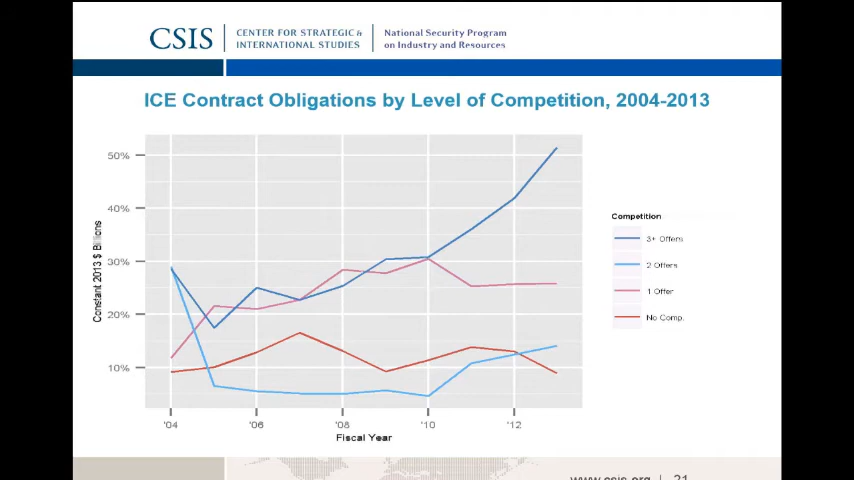 CSIS
CENTER FOR STRATEGIC &
INTERNATIONAL STUDIES
National Security Program
on Industry and Resources
ICE Contract Obligations by Level of Competition, 2004-2013
Constant 2013 $ Billions
50%
40%
30%
20%
10%
'04
'06
'08
'10
'12
Fiscal Year
Competition
3+ Offers
2 Offers
1 Offer
No Comp.
www.csis.org | 21